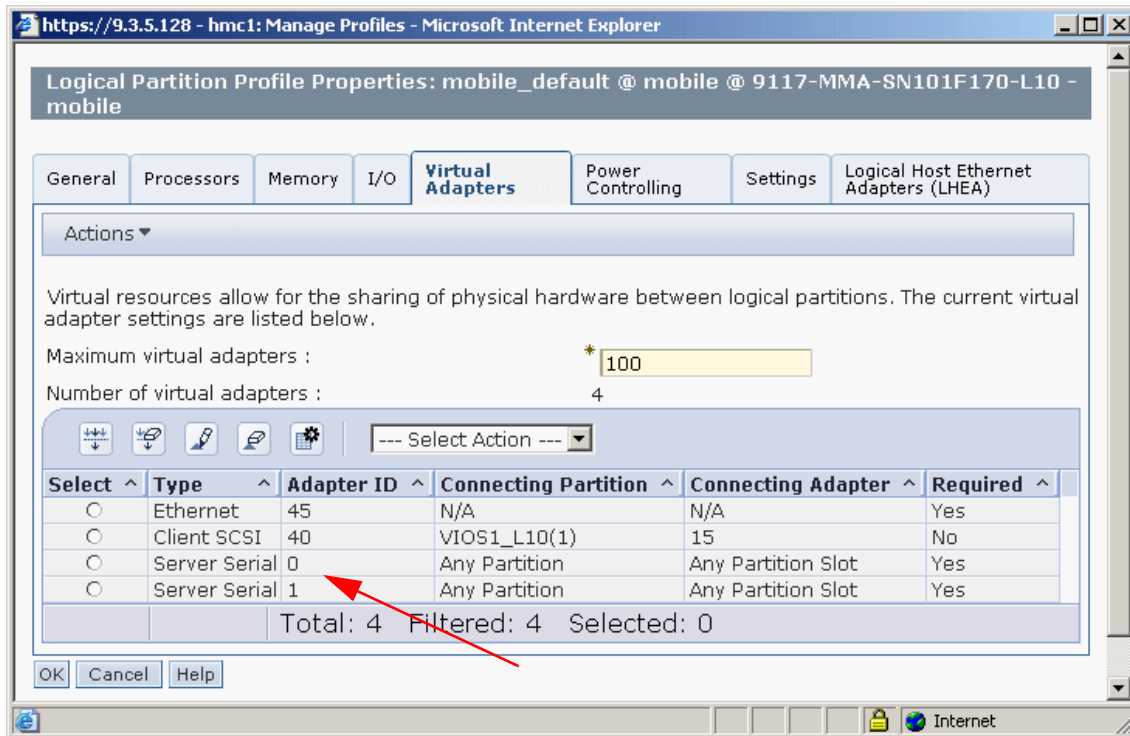 https://9.3.5.128 - hmc1: Manage Profiles - Microsoft Internet Explorer
Logical Partition Profile Properties: mobile_default @ mobile @ 9117-MMA-SN101F170-L10 -
mobile
General Processors Memory I/O Virtual Adapters Power Controlling Settings Logical Host Ethernet Adapters (LHEA)
Actions
Virtual resources allow for the sharing of physical hardware between logical partitions. The current virtual
adapter settings are listed below.
Maximum virtual adapters : * 100
Number of virtual adapters : 4
--- Select Action ---
Select ^ Type ^ Adapter ID ^ Connecting Partition ^ Connecting Adapter ^ Required ^
Ethernet 45 N/A N/A Yes
Client SCSI 40 VIOS1_L10(1) 15 No
Server Serial 0 Any Partition Any Partition Slot Yes
Server Serial 1 Any Partition Any Partition Slot Yes
Total: 4 Filtered: 4 Selected: 0
OK Cancel Help
Internet